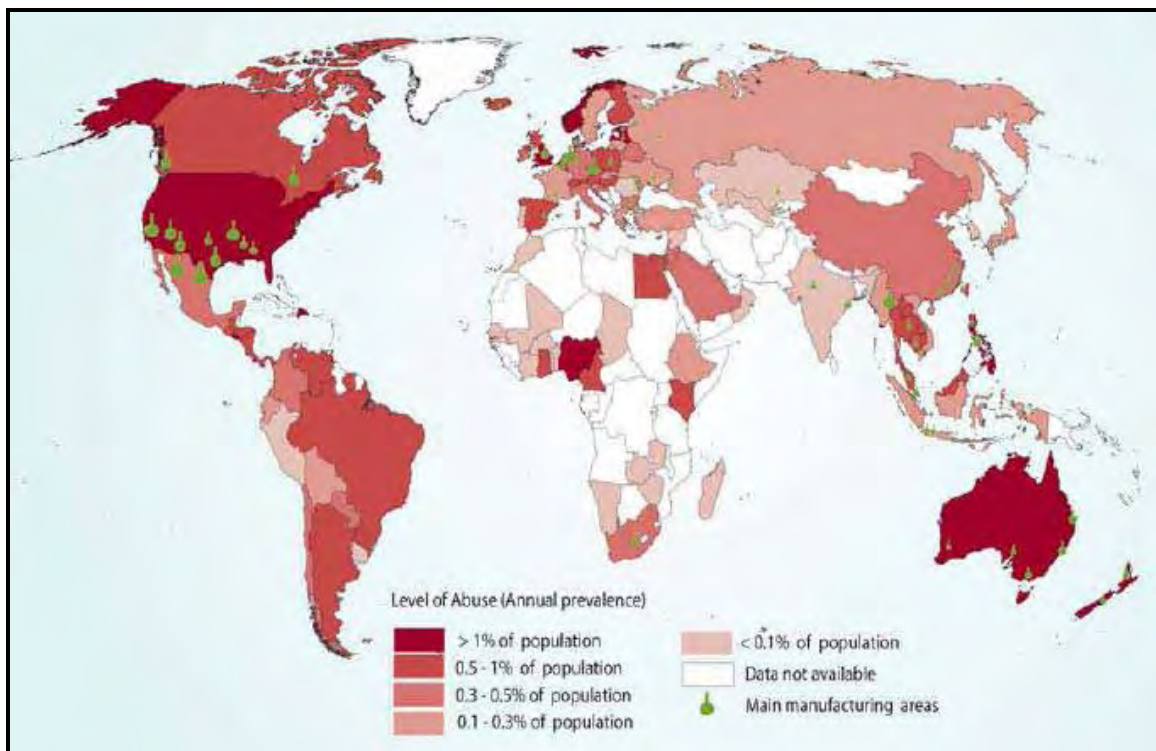 Level of Abuse (Annual prevalence)
> 1% of population
0.5 - 1% of population
0.3 - 0.5% of population
0.1 - 0.3% of population
< 0.1% of population
Data not available
Main manufacturing areas